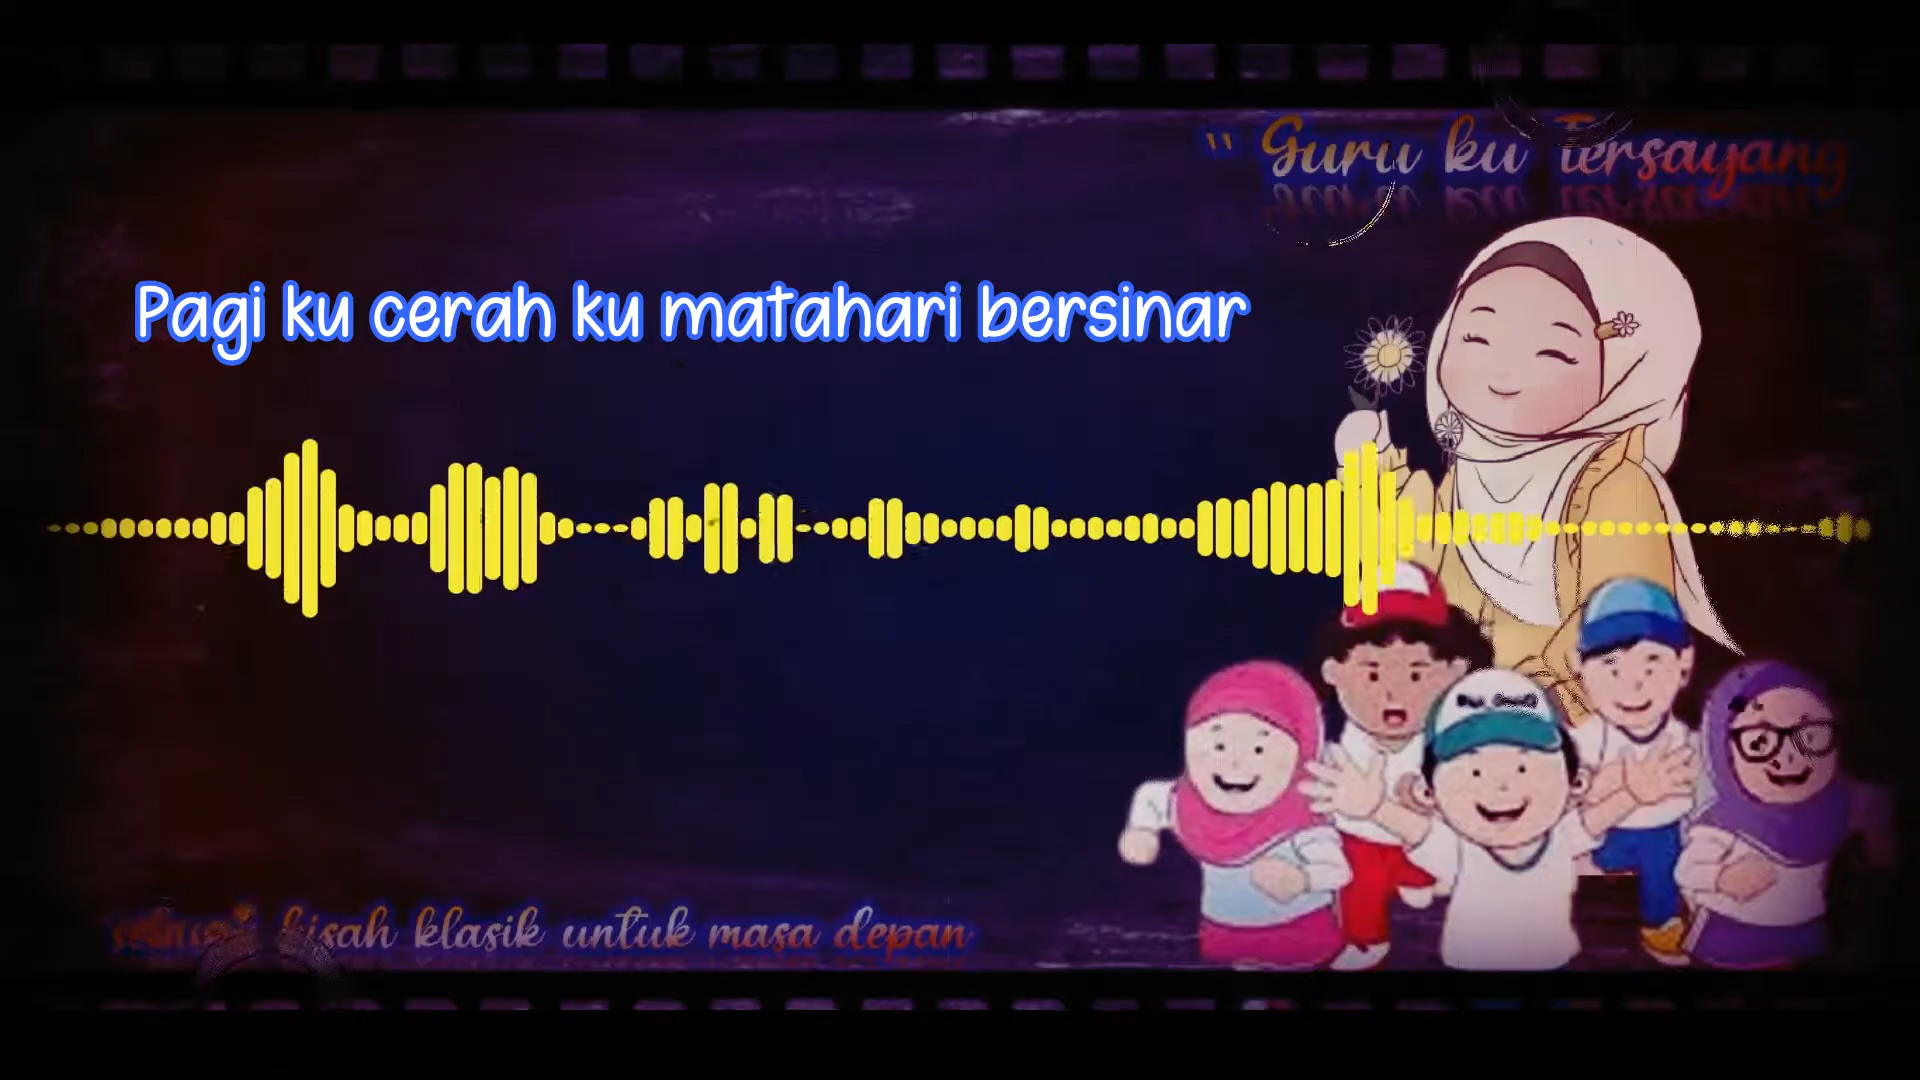 " Guru ku Tersayang
Pagi ku cerah ku matahari bersinar
kisah klasik untuk masa depan